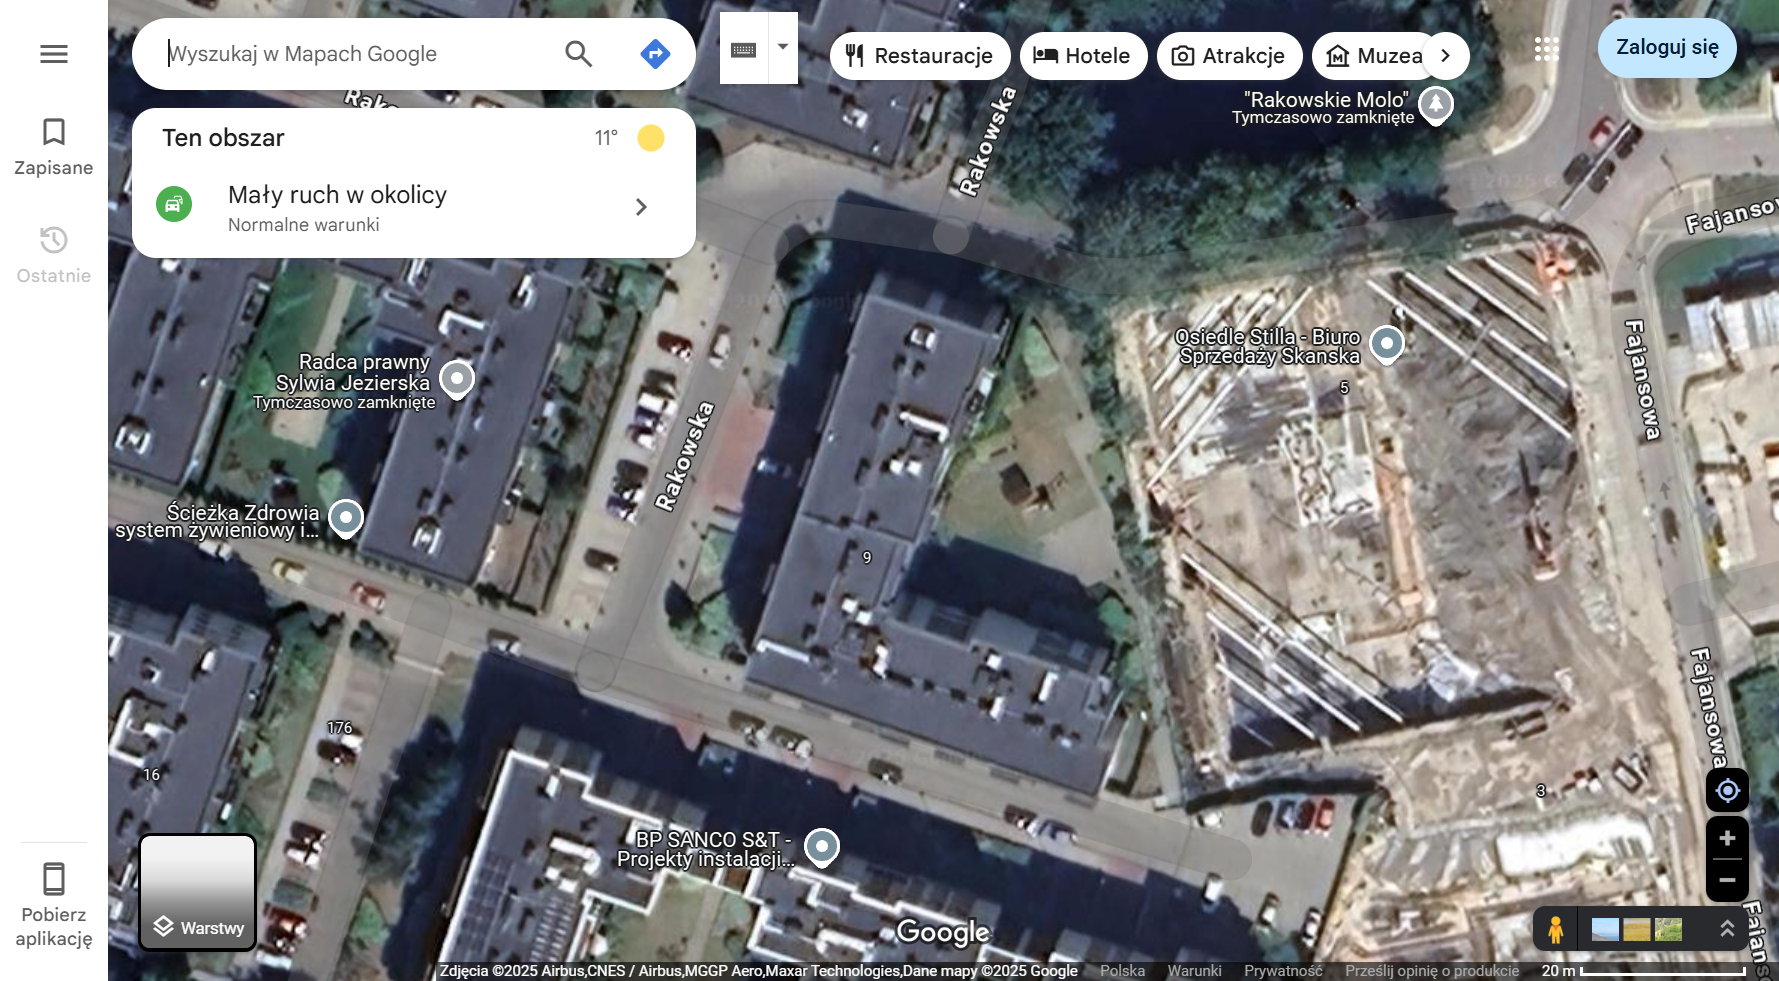 Wyszukaj w Mapach Google
Restauracje
Hotele
Atrakcje
Muzea
Zaloguj się
Zapisane
Ostatnie
Ten obszar
11°
Mały ruch w okolicy
Normalne warunki
"Rakowskie Molo"
Tymczasowo zamknięte
Rakowska
Fajansowa
Osiedle Stilla - Biuro
Sprzedaży Skanska
5
Fajansowa
Radca prawny
Sylwia Jezierska
Tymczasowo zamknięte
Rakowska
Ścieżka Zdrowia
system żywieniowy i...
9
Fajansowa
176
16
3
BP SANCO S&T -
Projekty instalacji...
Pobierz
aplikację
Warstwy
Google
Zdjęcia ©2025 Airbus,CNES / Airbus,MGGP Aero,Maxar Technologies,Dane mapy ©2025 Google
Polska
Warunki
Prywatność
Prześlij opinię o produkcie
20 m